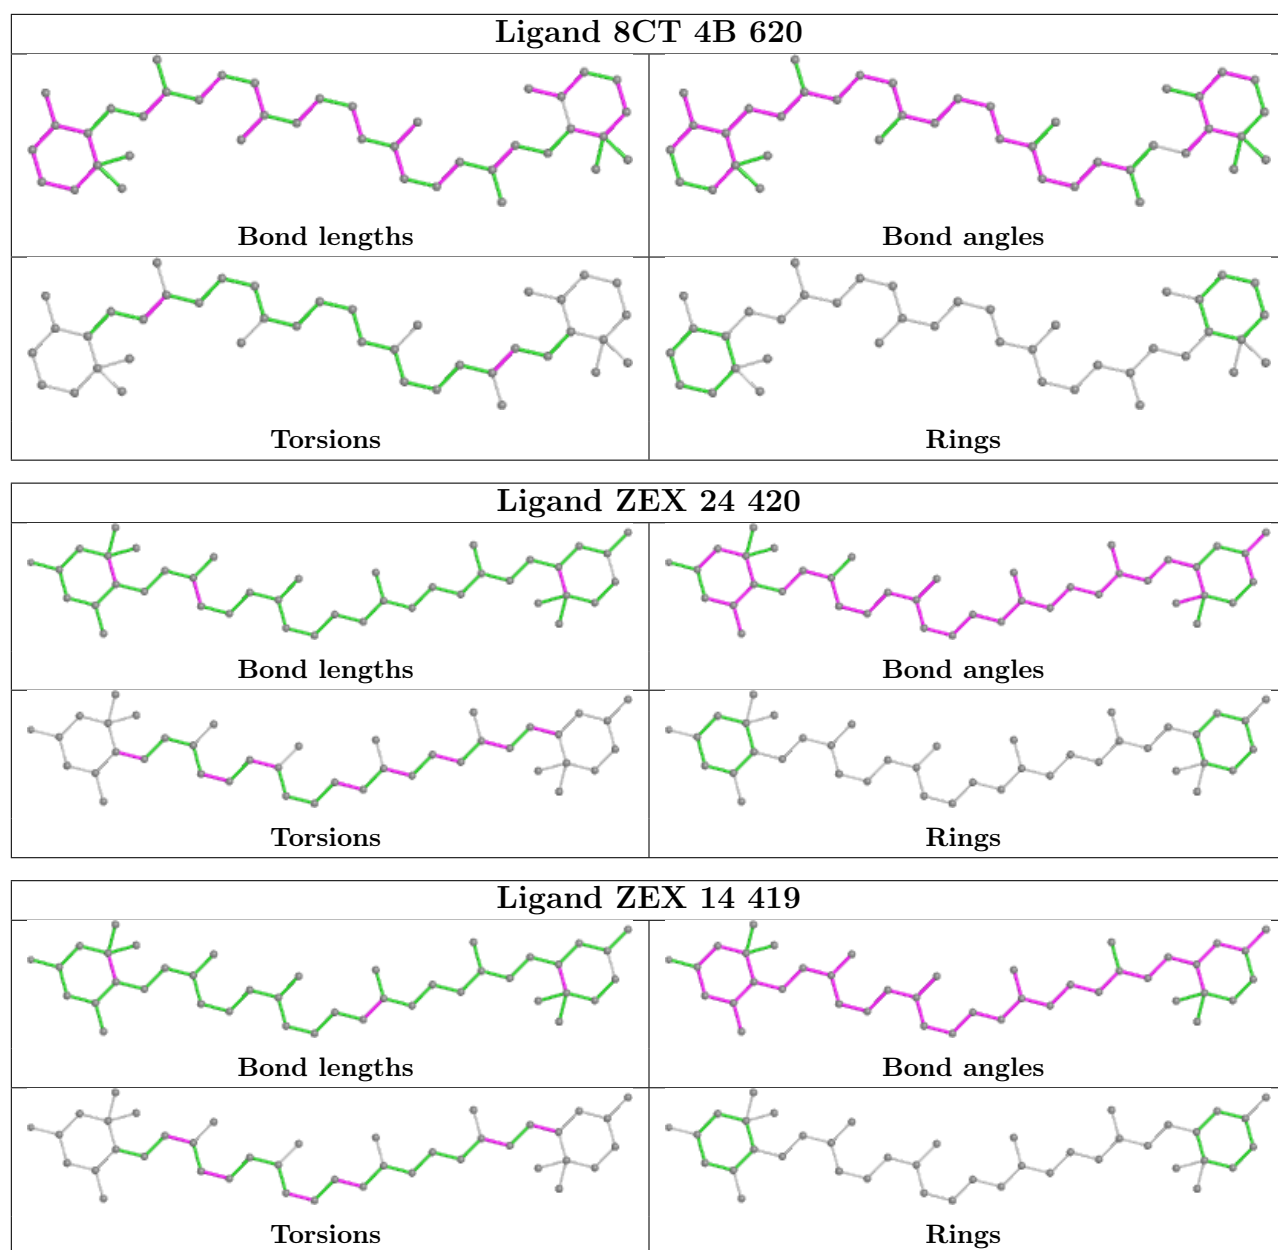 Ligand 8CT 4B 620
Bond lengths
Bond angles
Torsions
Rings
Ligand ZEX 24 420
Bond lengths
Bond angles
Torsions
Rings
Ligand ZEX 14 419
Bond lengths
Bond angles
Torsions
Rings